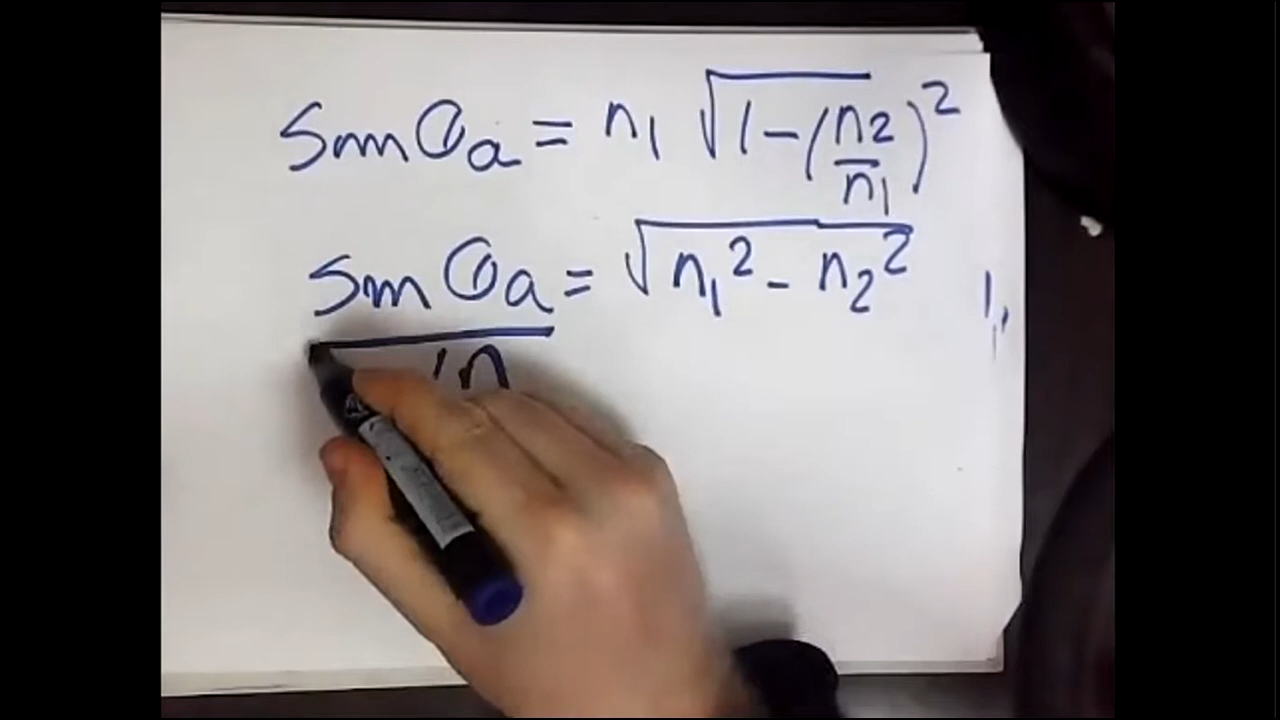 sin θa = n1 √1 - (n2/n1)²
sin θa = √n1² - n2²